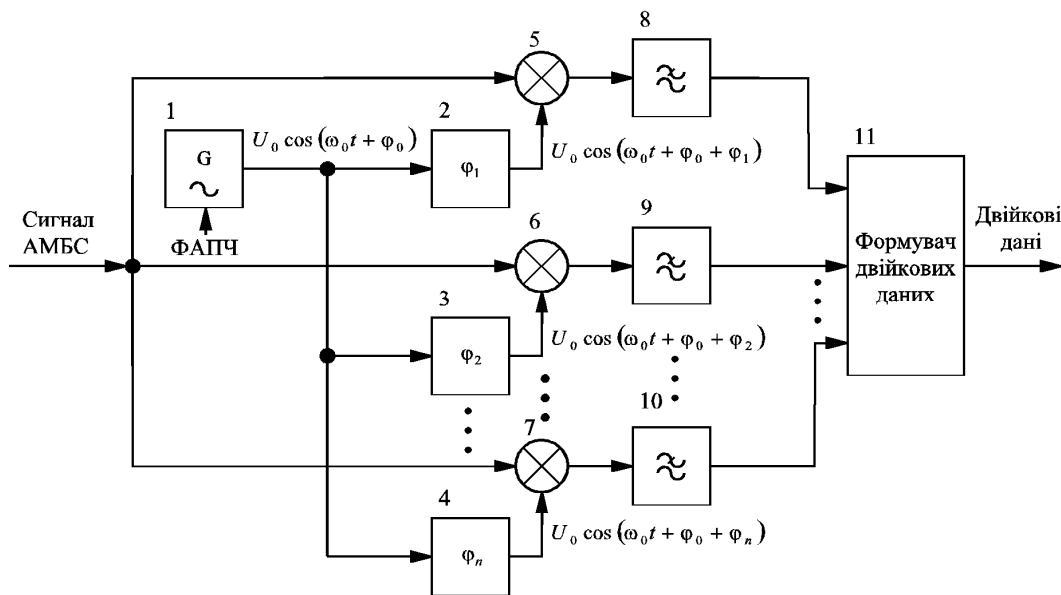 8
5
1
U₀ cos(ω₀t + φ₀)
2
11
G
φ₁
U₀ cos(ω₀t + φ₀ + φ₁)
Сигнал
АМБС
ФАПЧ
6
9
Двійкові
дані
Формувач
двійкових
даних
3
φ₂
U₀ cos(ω₀t + φ₀ + φ₂)
10
7
4
φₙ
U₀ cos(ω₀t + φ₀ + φₙ)